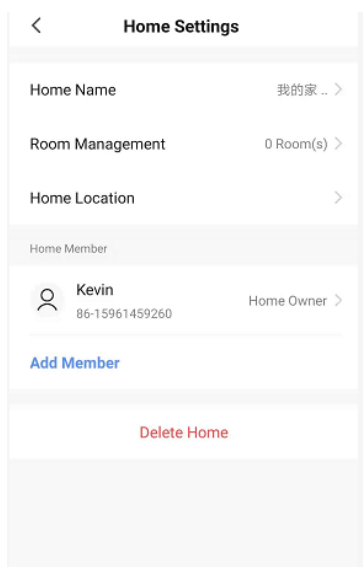 Home Settings
Home Name
我的家 ..
Room Management
0 Room(s)
Home Location
Home Member
Kevin
86-15961459260
Home Owner
Add Member
Delete Home